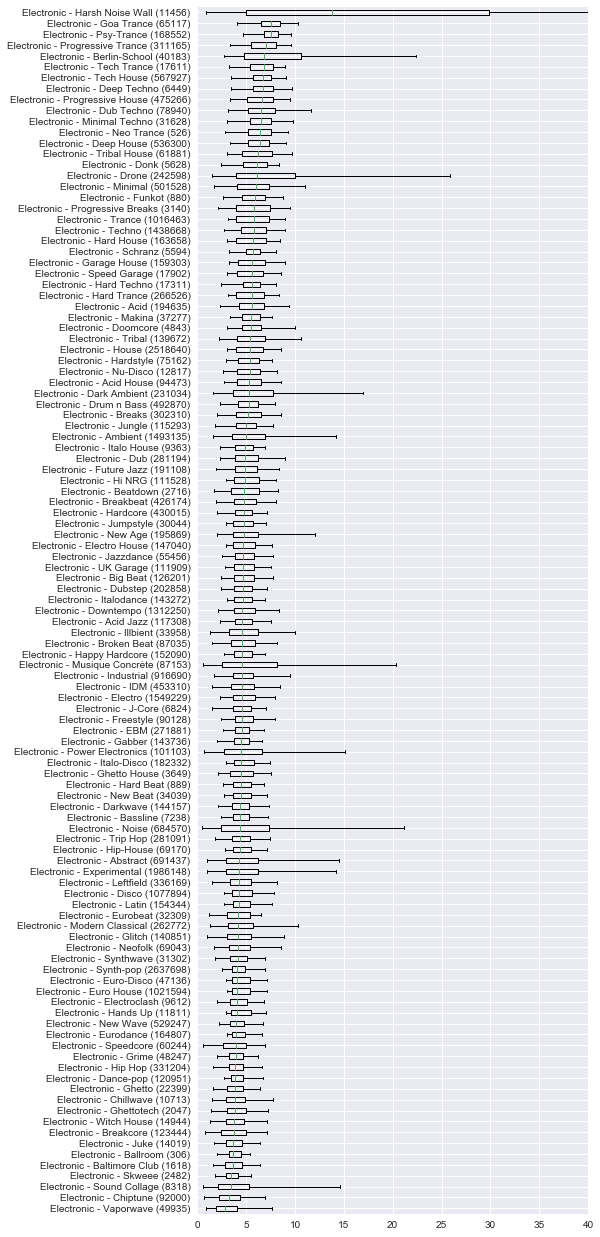 Electronic - Harsh Noise Wall (11456)
Electronic - Goa Trance (65117)
Electronic - Psy-Trance (168552)
Electronic - Progressive Trance (311165)
Electronic - Berlin-School (40183)
Electronic - Tech Trance (17611)
Electronic - Tech House (567927)
Electronic - Deep Techno (6449)
Electronic - Progressive House (475266)
Electronic - Dub Techno (78940)
Electronic - Minimal Techno (31628)
Electronic - Neo Trance (526)
Electronic - Deep House (536300)
Electronic - Tribal House (61881)
Electronic - Donk (5628)
Electronic - Drone (242598)
Electronic - Minimal (501528)
Electronic - Funkot (880)
Electronic - Progressive Breaks (3140)
Electronic - Trance (1016463)
Electronic - Techno (1438668)
Electronic - Hard House (163658)
Electronic - Schranz (5594)
Electronic - Garage House (159303)
Electronic - Speed Garage (17902)
Electronic - Hard Techno (17311)
Electronic - Hard Trance (266526)
Electronic - Acid (194635)
Electronic - Makina (37277)
Electronic - Doomcore (4843)
Electronic - Tribal (139672)
Electronic - House (2518640)
Electronic - Hardstyle (75162)
Electronic - Nu-Disco (12817)
Electronic - Acid House (94473)
Electronic - Dark Ambient (231034)
Electronic - Drum n Bass (492870)
Electronic - Breaks (302310)
Electronic - Jungle (115293)
Electronic - Ambient (1493135)
Electronic - Italo House (9363)
Electronic - Dub (281194)
Electronic - Future Jazz (191108)
Electronic - Hi NRG (111528)
Electronic - Beatdown (2716)
Electronic - Breakbeat (426174)
Electronic - Hardcore (430015)
Electronic - Jumpstyle (30044)
Electronic - New Age (195869)
Electronic - Electro House (147040)
Electronic - Jazzdance (55456)
Electronic - UK Garage (111909)
Electronic - Big Beat (126201)
Electronic - Dubstep (202858)
Electronic - Italodance (143272)
Electronic - Downtempo (1312250)
Electronic - Acid Jazz (117308)
Electronic - Illbient (33958)
Electronic - Broken Beat (87035)
Electronic - Happy Hardcore (152090)
Electronic - Musique Concrète (87153)
Electronic - Industrial (916690)
Electronic - IDM (453310)
Electronic - Electro (1549229)
Electronic - J-Core (6824)
Electronic - Freestyle (90128)
Electronic - EBM (271881)
Electronic - Gabber (143736)
Electronic - Power Electronics (101103)
Electronic - Italo-Disco (182332)
Electronic - Ghetto House (3649)
Electronic - Hard Beat (889)
Electronic - New Beat (34039)
Electronic - Darkwave (144157)
Electronic - Bassline (7238)
Electronic - Noise (684570)
Electronic - Trip Hop (281091)
Electronic - Hip-House (69170)
Electronic - Abstract (691437)
Electronic - Experimental (1986148)
Electronic - Leftfield (336169)
Electronic - Disco (1077894)
Electronic - Latin (154344)
Electronic - Eurobeat (32309)
Electronic - Modern Classical (262772)
Electronic - Glitch (140851)
Electronic - Neofolk (69043)
Electronic - Synthwave (31302)
Electronic - Synth-pop (2637698)
Electronic - Euro-Disco (47136)
Electronic - Euro House (1021594)
Electronic - Electroclash (9612)
Electronic - Hands Up (11811)
Electronic - New Wave (529247)
Electronic - Eurodance (164807)
Electronic - Speedcore (60244)
Electronic - Grime (48247)
Electronic - Hip Hop (331204)
Electronic - Dance-pop (120951)
Electronic - Ghetto (22399)
Electronic - Chillwave (10713)
Electronic - Ghettotech (2047)
Electronic - Witch House (14944)
Electronic - Breakcore (123444)
Electronic - Juke (14019)
Electronic - Ballroom (306)
Electronic - Baltimore Club (1618)
Electronic - Skweee (2482)
Electronic - Sound Collage (8318)
Electronic - Chiptune (92000)
Electronic - Vaporwave (49935)
0 5 10 15 20 25 30 35 40